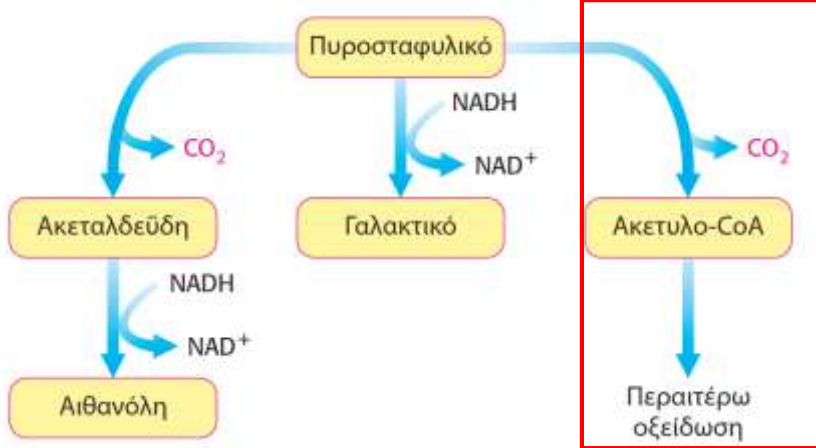 Πυροσταφυλικό
NADH
CO₂
NAD⁺
CO₂
Ακεταλδεΰδη
Γαλακτικό
Ακετυλο-CoA
NADH
NAD⁺
Αιθανόλη
Περαιτέρω
οξείδωση